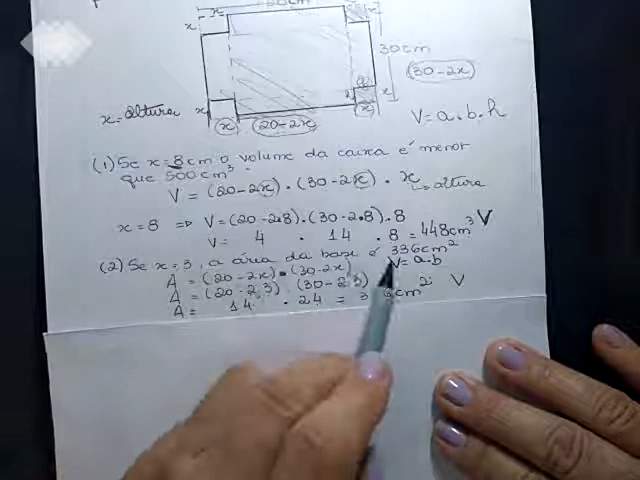 x x
x
30cm
(30-2x)
x
x
x = altura
x
(x) (20-2x) (x)
V = a.b.h
(1) Se x = 8cm o volume da caixa é menor
que 500cm³.
V = (20-2x) . (30-2x) . x → altura
x = 8 ⇒ V = (20-2.8) . (30-2.8) . 8
V = 4 . 14 . 8 = 448cm³ V
(2) Se x = 3, a área da base é 336cm²
A = (20-2x) . (30-2x) V = a.b
A = (20-2.3) (30-2.3)
A = 14 . 24 = 3 6cm² V